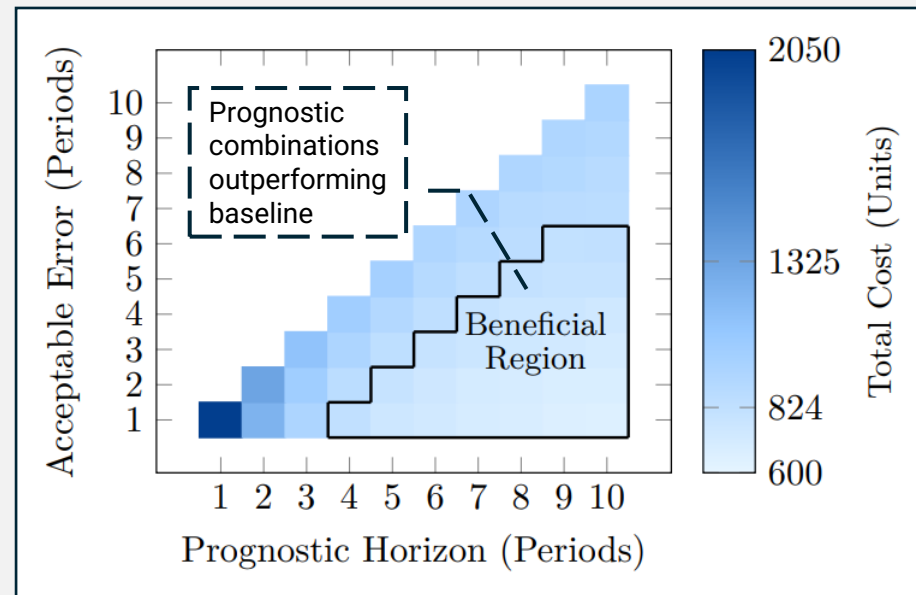 Acceptable Error (Periods)
10
9
8
7
6
5
4
3
2
1
Prognostic
combinations
outperforming
baseline
Beneficial
Region
1 2 3 4 5 6 7 8 9 10
Prognostic Horizon (Periods)
2050
1325
824
600
Total Cost (Units)